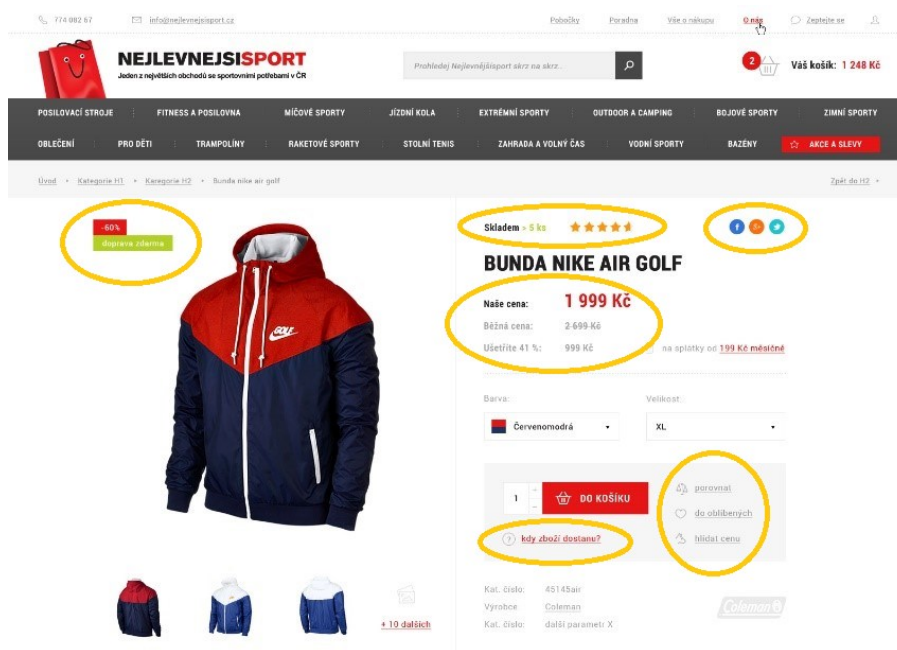 774 082 67
info@nejlevnejsisport.cz
Pobočky
Poradna
Vše o nákupu
O nás
Zeptejte se
NEJLEVNEJSISPORT
Jeden z největších obchodů se sportovními potřebami v ČR
Prohledej Nejlevnějšisport skrz na skrz..
2
Váš košík: 1 248 Kč
POSILOVACÍ STROJE
FITNESS A POSILOVNA
MÍČOVÉ SPORTY
JÍZDNÍ KOLA
EXTRÉMNÍ SPORTY
OUTDOOR A CAMPING
BOJOVÉ SPORTY
ZIMNÍ SPORTY
OBLEČENÍ
PRO DĚTI
TRAMPOLÍNY
RAKETOVÉ SPORTY
STOLNÍ TENIS
ZAHRADA A VOLNÝ ČAS
VODNÍ SPORTY
BAZÉNY
AKCE A SLEVY
Úvod
Kategorie H1
Karegorie H2
Bunda nike air golf
Zpět do H2
-60%
doprava zdarma
GOLF
Skladem > 5 ks
BUNDA NIKE AIR GOLF
Naše cena: 1 999 Kč
Běžná cena: 2 699 Kč
Ušetříte 41 %: 999 Kč
na splátky od 199 Kč měsíčně
Barva:
Velikost:
Červenomodrá
XL
1
DO KOŠÍKU
kdy zboží dostanu?
porovnat
do oblíbených
hlídat cenu
+ 10 dalších
Kat. číslo: 45145air
Výrobce Coleman
Kat. číslo: další parametr X
Coleman